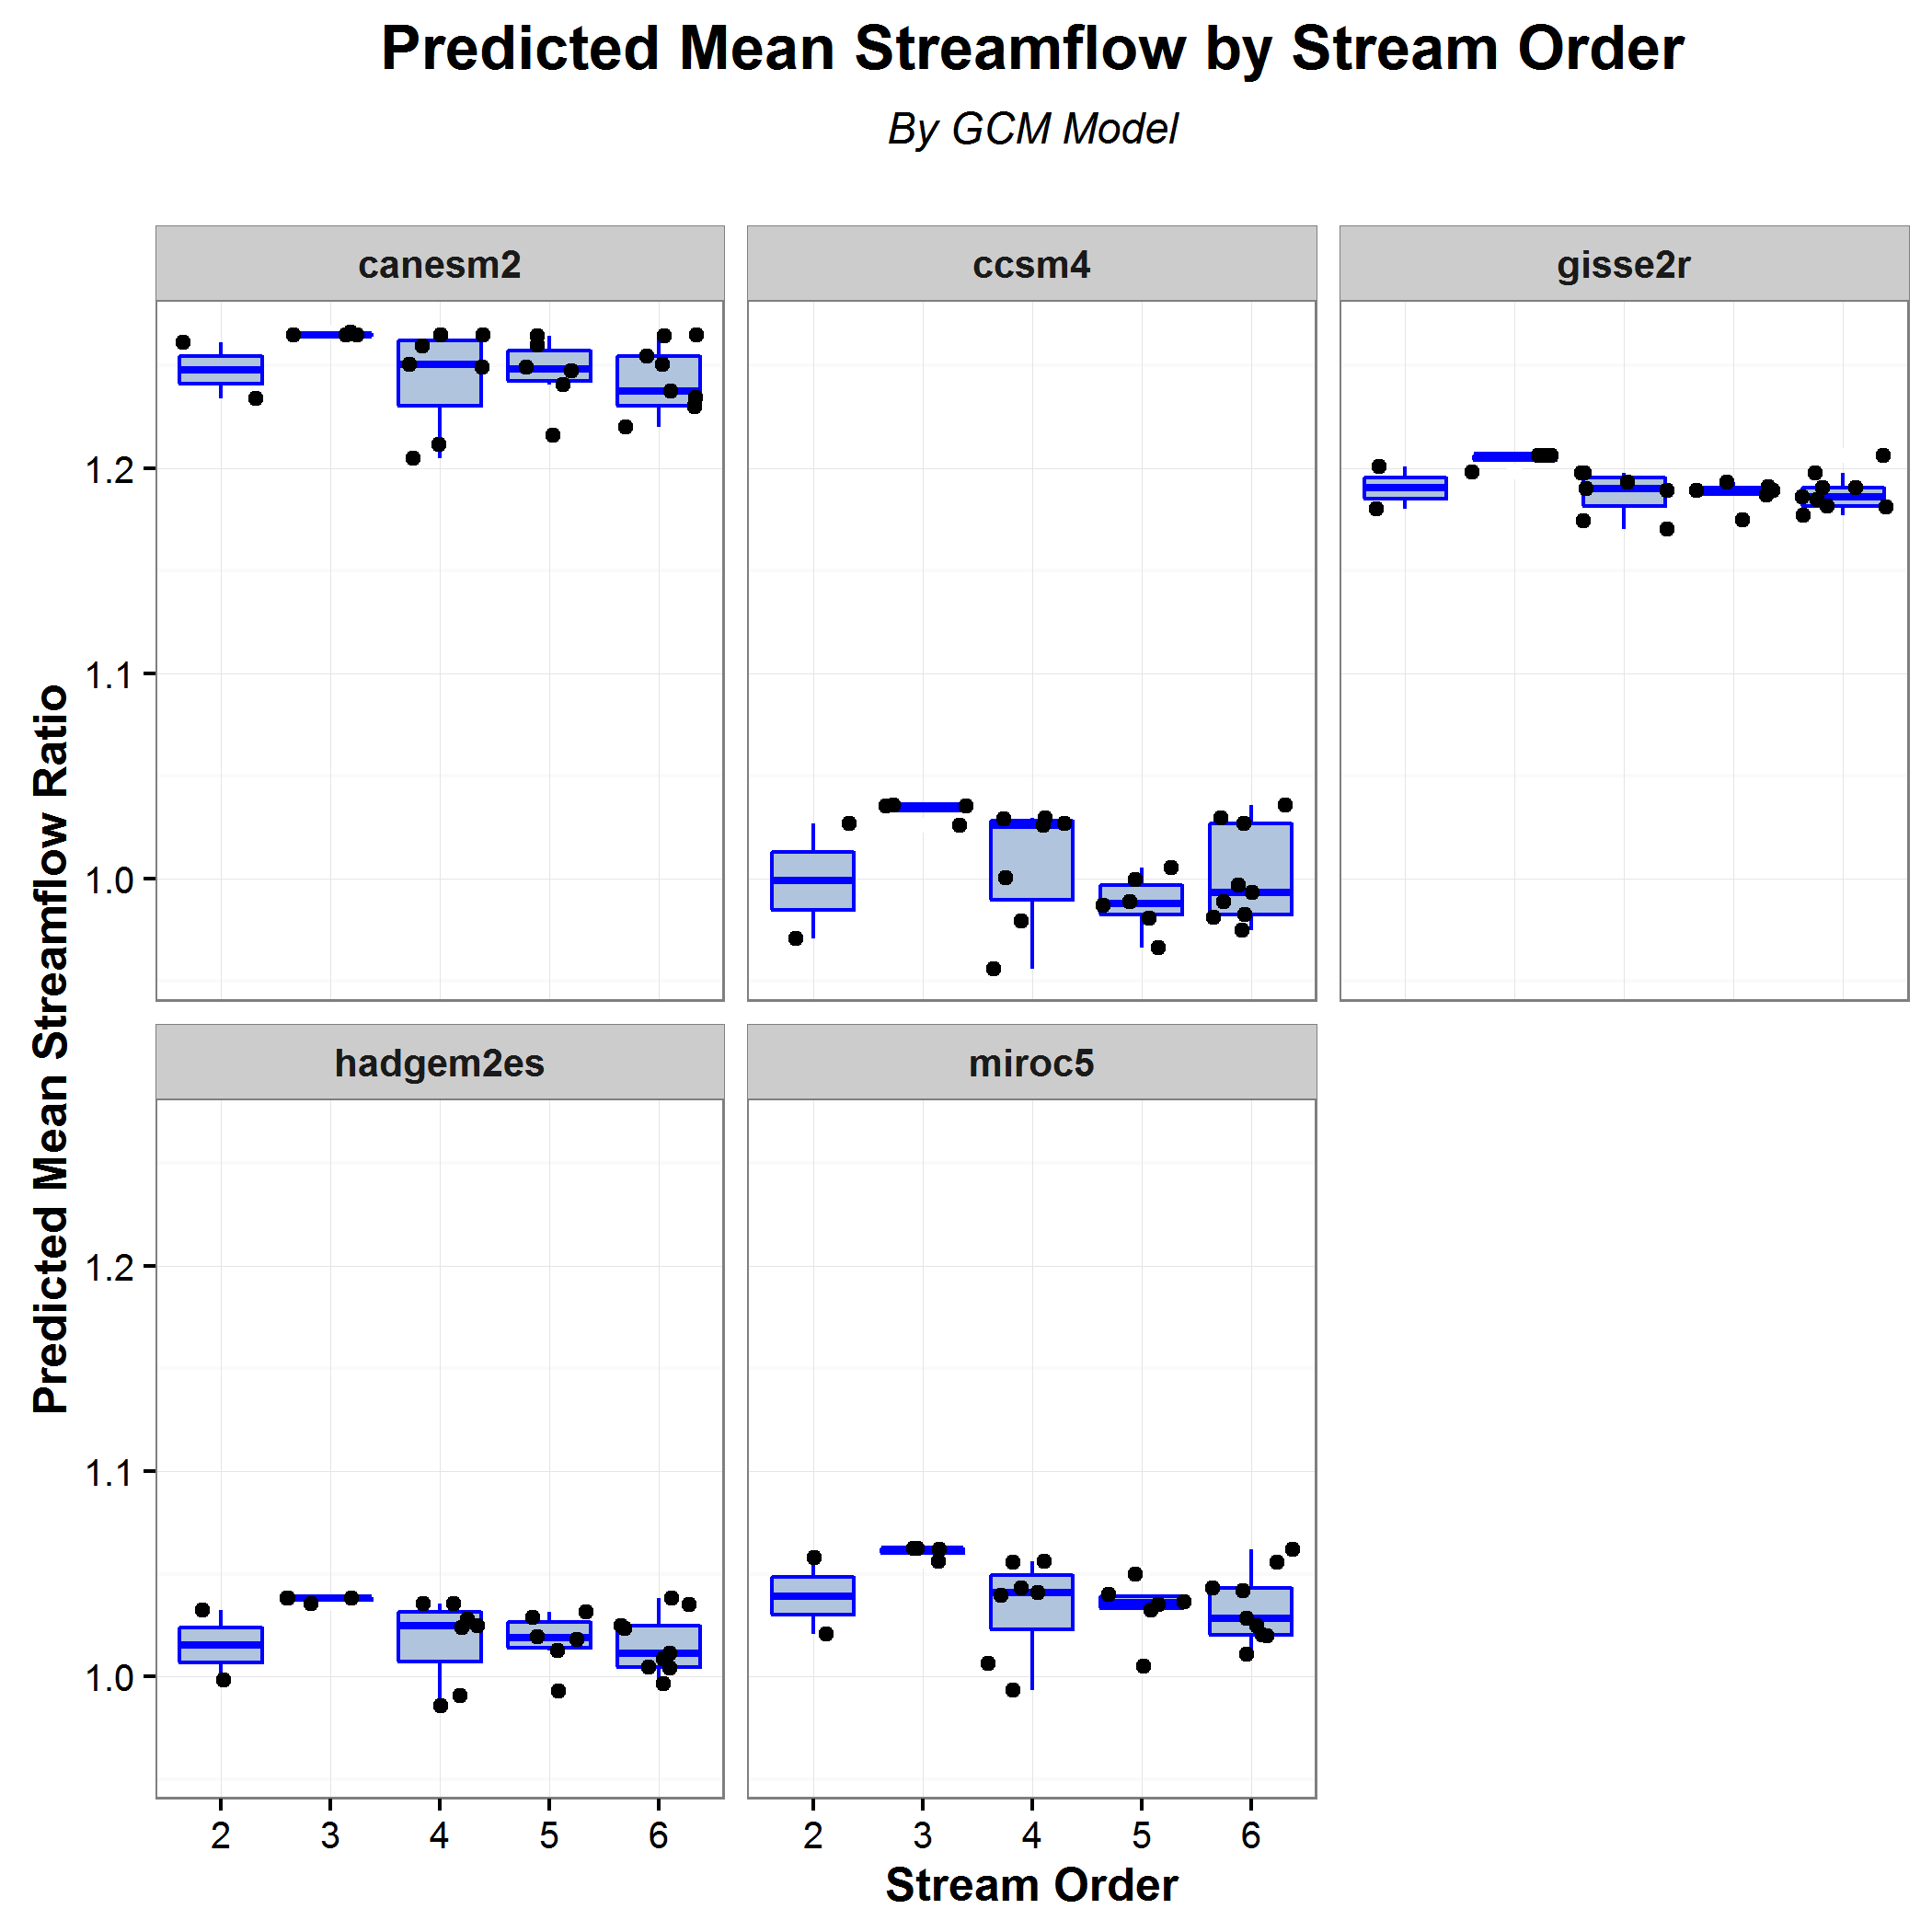 Predicted Mean Streamflow by Stream Order
By GCM Model
canesm2
ccsm4
gisse2r
1.2
1.1
1.0
hadgem2es
miroc5
1.2
1.1
1.0
2 3 4 5 6
2 3 4 5 6
Stream Order
Predicted Mean Streamflow Ratio